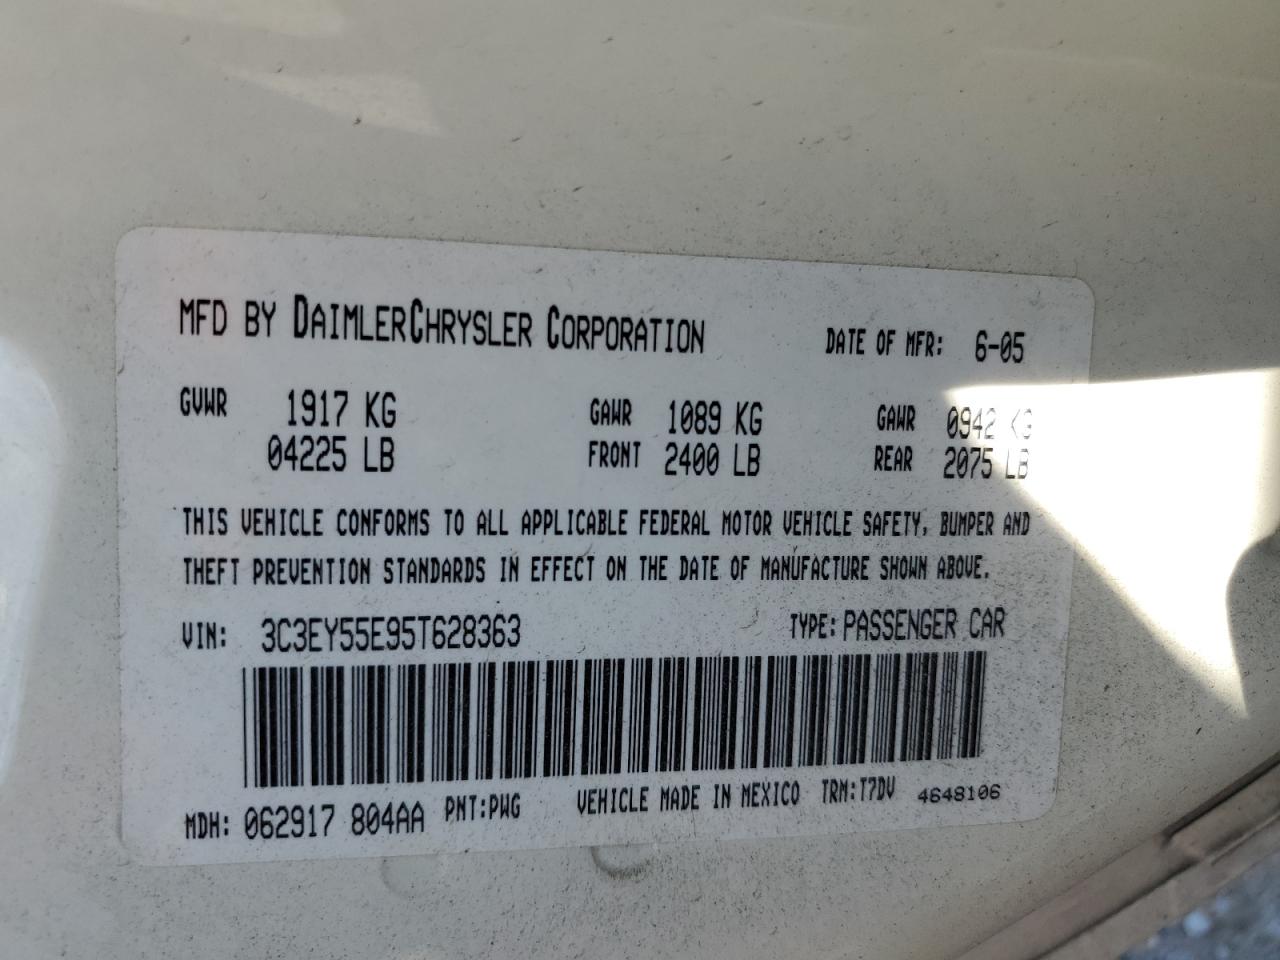 MFD BY DAIMLERCHRYSLER CORPORATION DATE OF MFR: 6-05
GVWR 1917 KG GAWR 1089 KG GAWR 0942 KG
04225 LB FRONT 2400 LB REAR 2075 LB
THIS VEHICLE CONFORMS TO ALL APPLICABLE FEDERAL MOTOR VEHICLE SAFETY, BUMPER AND
THEFT PREVENTION STANDARDS IN EFFECT ON THE DATE OF MANUFACTURE SHOWN ABOVE.
VIN: 3C3EY55E95T628363 TYPE: PASSENGER CAR
MDH: 062917 804AA PNT:PWG VEHICLE MADE IN MEXICO TRM:T7DV 4648106